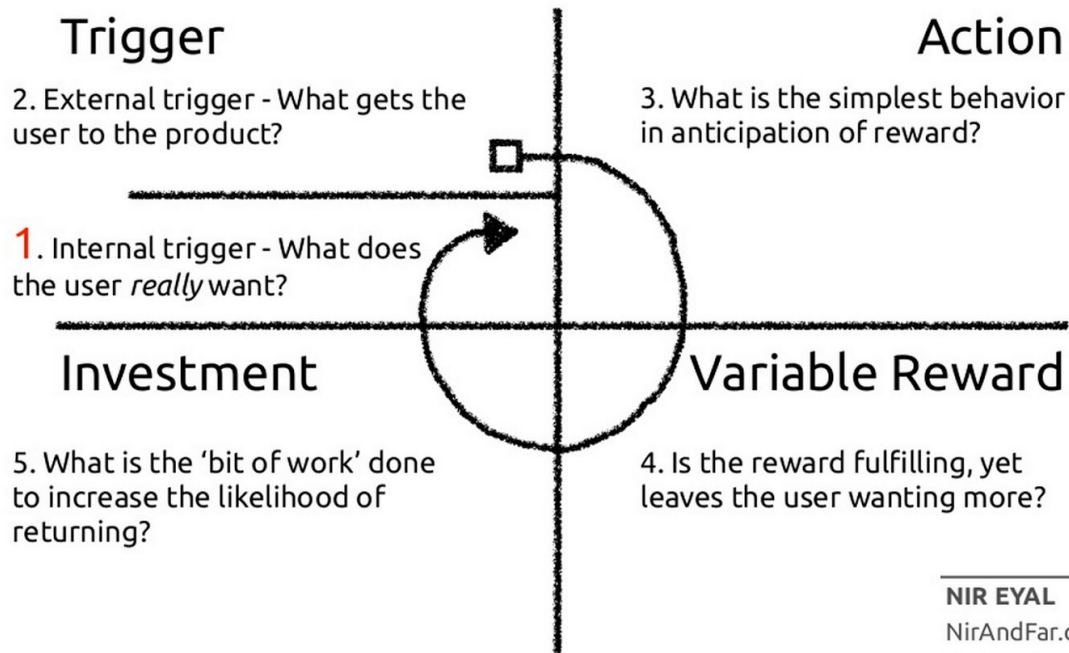 Trigger
2. External trigger - What gets the
user to the product?
1. Internal trigger - What does
the user really want?
Action
3. What is the simplest behavior
in anticipation of reward?
Investment
5. What is the ‘bit of work’ done
to increase the likelihood of
returning?
Variable Reward
4. Is the reward fulfilling, yet
leaves the user wanting more?
NIR EYAL
NirAndFar.c